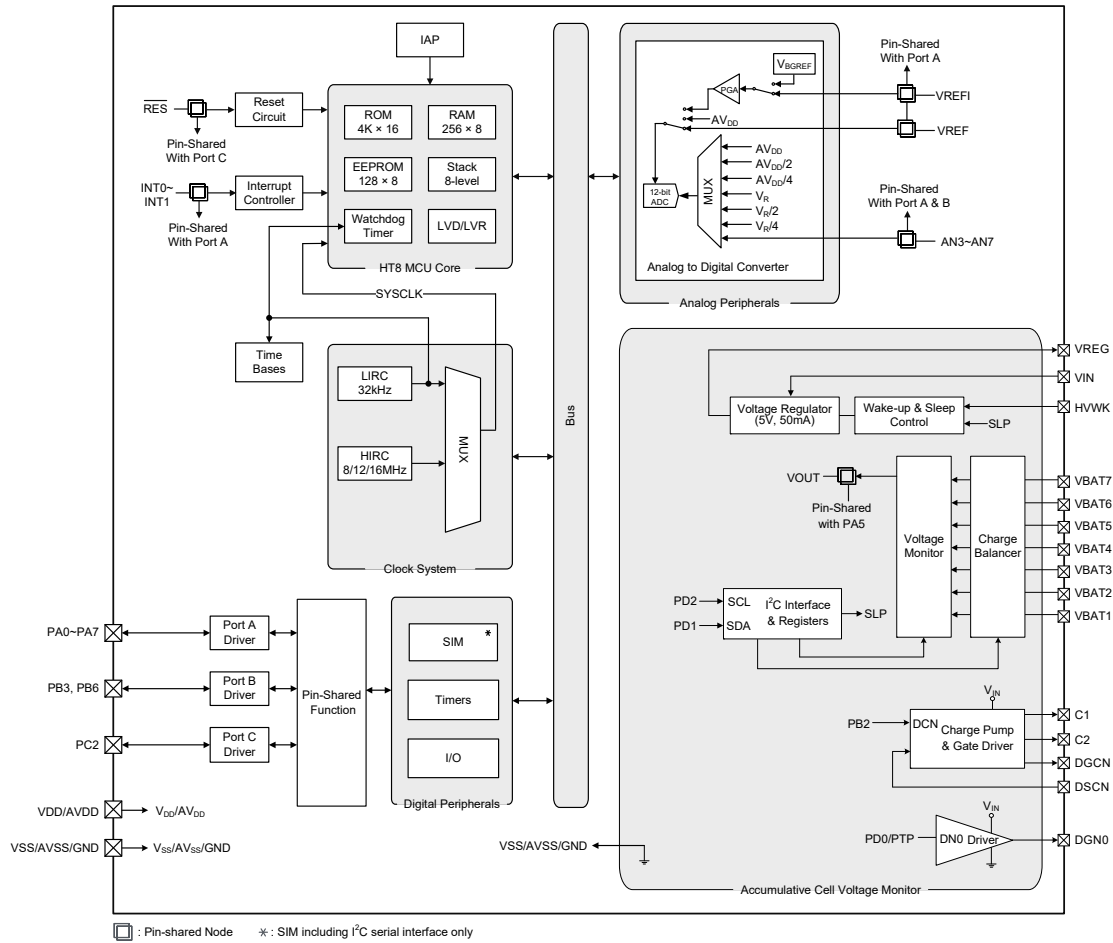 IAP
RES
Reset
Circuit
Pin-Shared
With Port C
INT0~
INT1
Interrupt
Controller
Pin-Shared
With Port A
ROM
4K × 16
RAM
256 × 8
EEPROM
128 × 8
Stack
8-level
Watchdog
Timer
LVD/LVR
HT8 MCU Core
SYSCLK
Time
Bases
LIRC
32kHz
HIRC
8/12/16MHz
MUX
Clock System
Bus
PA0~PA7
Port A
Driver
PB3, PB6
Port B
Driver
PC2
Port C
Driver
Pin-Shared
Function
SIM *
Timers
I/O
Digital Peripherals
VDD/AVDD
VDD/AVDD
VSS/AVSS/GND
VSS/AVSS/GND
VBGREF
PGA
AVDD
12-bit
ADC
MUX
AVDD
AVDD/2
AVDD/4
VR
VR/2
VR/4
Analog to Digital Converter
Analog Peripherals
Pin-Shared
With Port A
VREFI
VREF
Pin-Shared
With Port A & B
AN3~AN7
Voltage Regulator
(5V, 50mA)
Wake-up & Sleep
Control
SLP
VREG
VIN
HVWK
VOUT
Pin-Shared
with PA5
Voltage
Monitor
Charge
Balancer
VBAT7
VBAT6
VBAT5
VBAT4
VBAT3
VBAT2
VBAT1
PD2
SCL
PD1
SDA
I²C Interface
& Registers
SLP
VIN
PB2
DCN
Charge Pump
& Gate Driver
C1
C2
DGCN
DSCN
VIN
PD0/PTP
DN0 Driver
DGN0
VSS/AVSS/GND
Accumulative Cell Voltage Monitor
: Pin-shared Node
* : SIM including I²C serial interface only